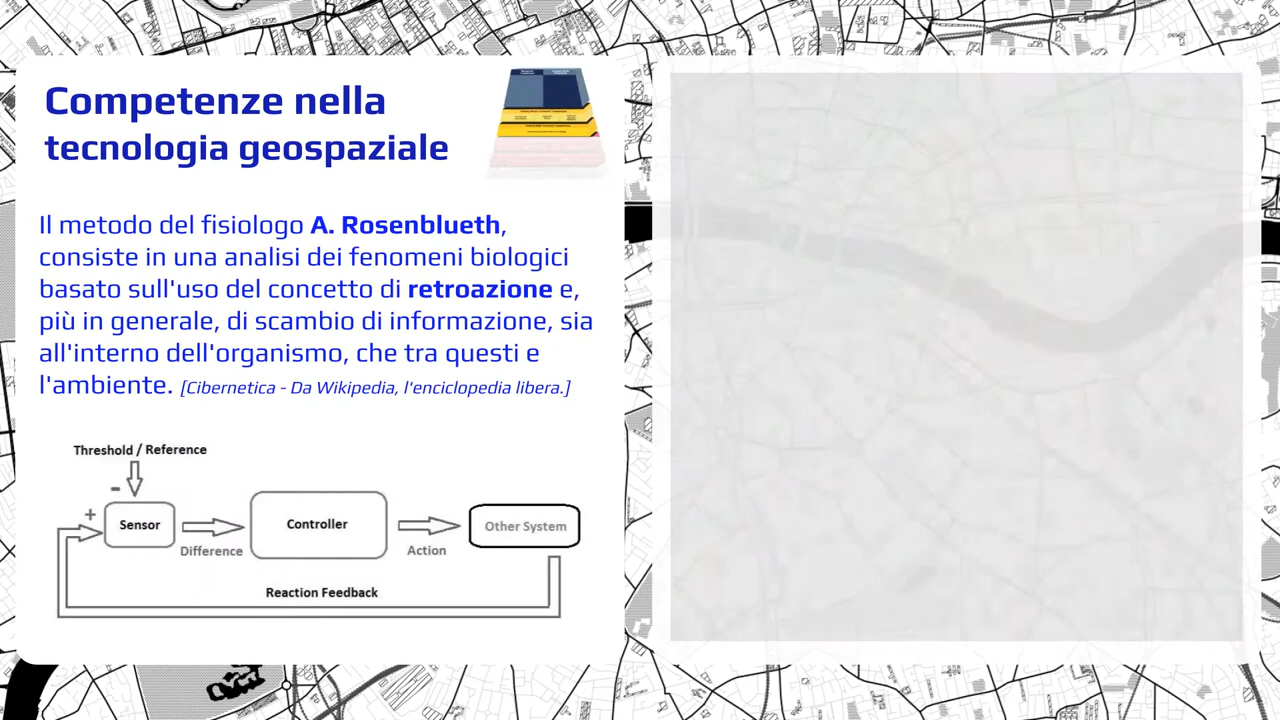 Competenze nella
tecnologia geospaziale
Il metodo del fisiologo A. Rosenblueth,
consiste in una analisi dei fenomeni biologici
basato sull'uso del concetto di retroazione e,
più in generale, di scambio di informazione, sia
all'interno dell'organismo, che tra questi e
l'ambiente. [Cibernetica - Da Wikipedia, l'enciclopedia libera.]
Threshold / Reference
-
+
Sensor
Controller
Other System
Difference
Action
Reaction Feedback